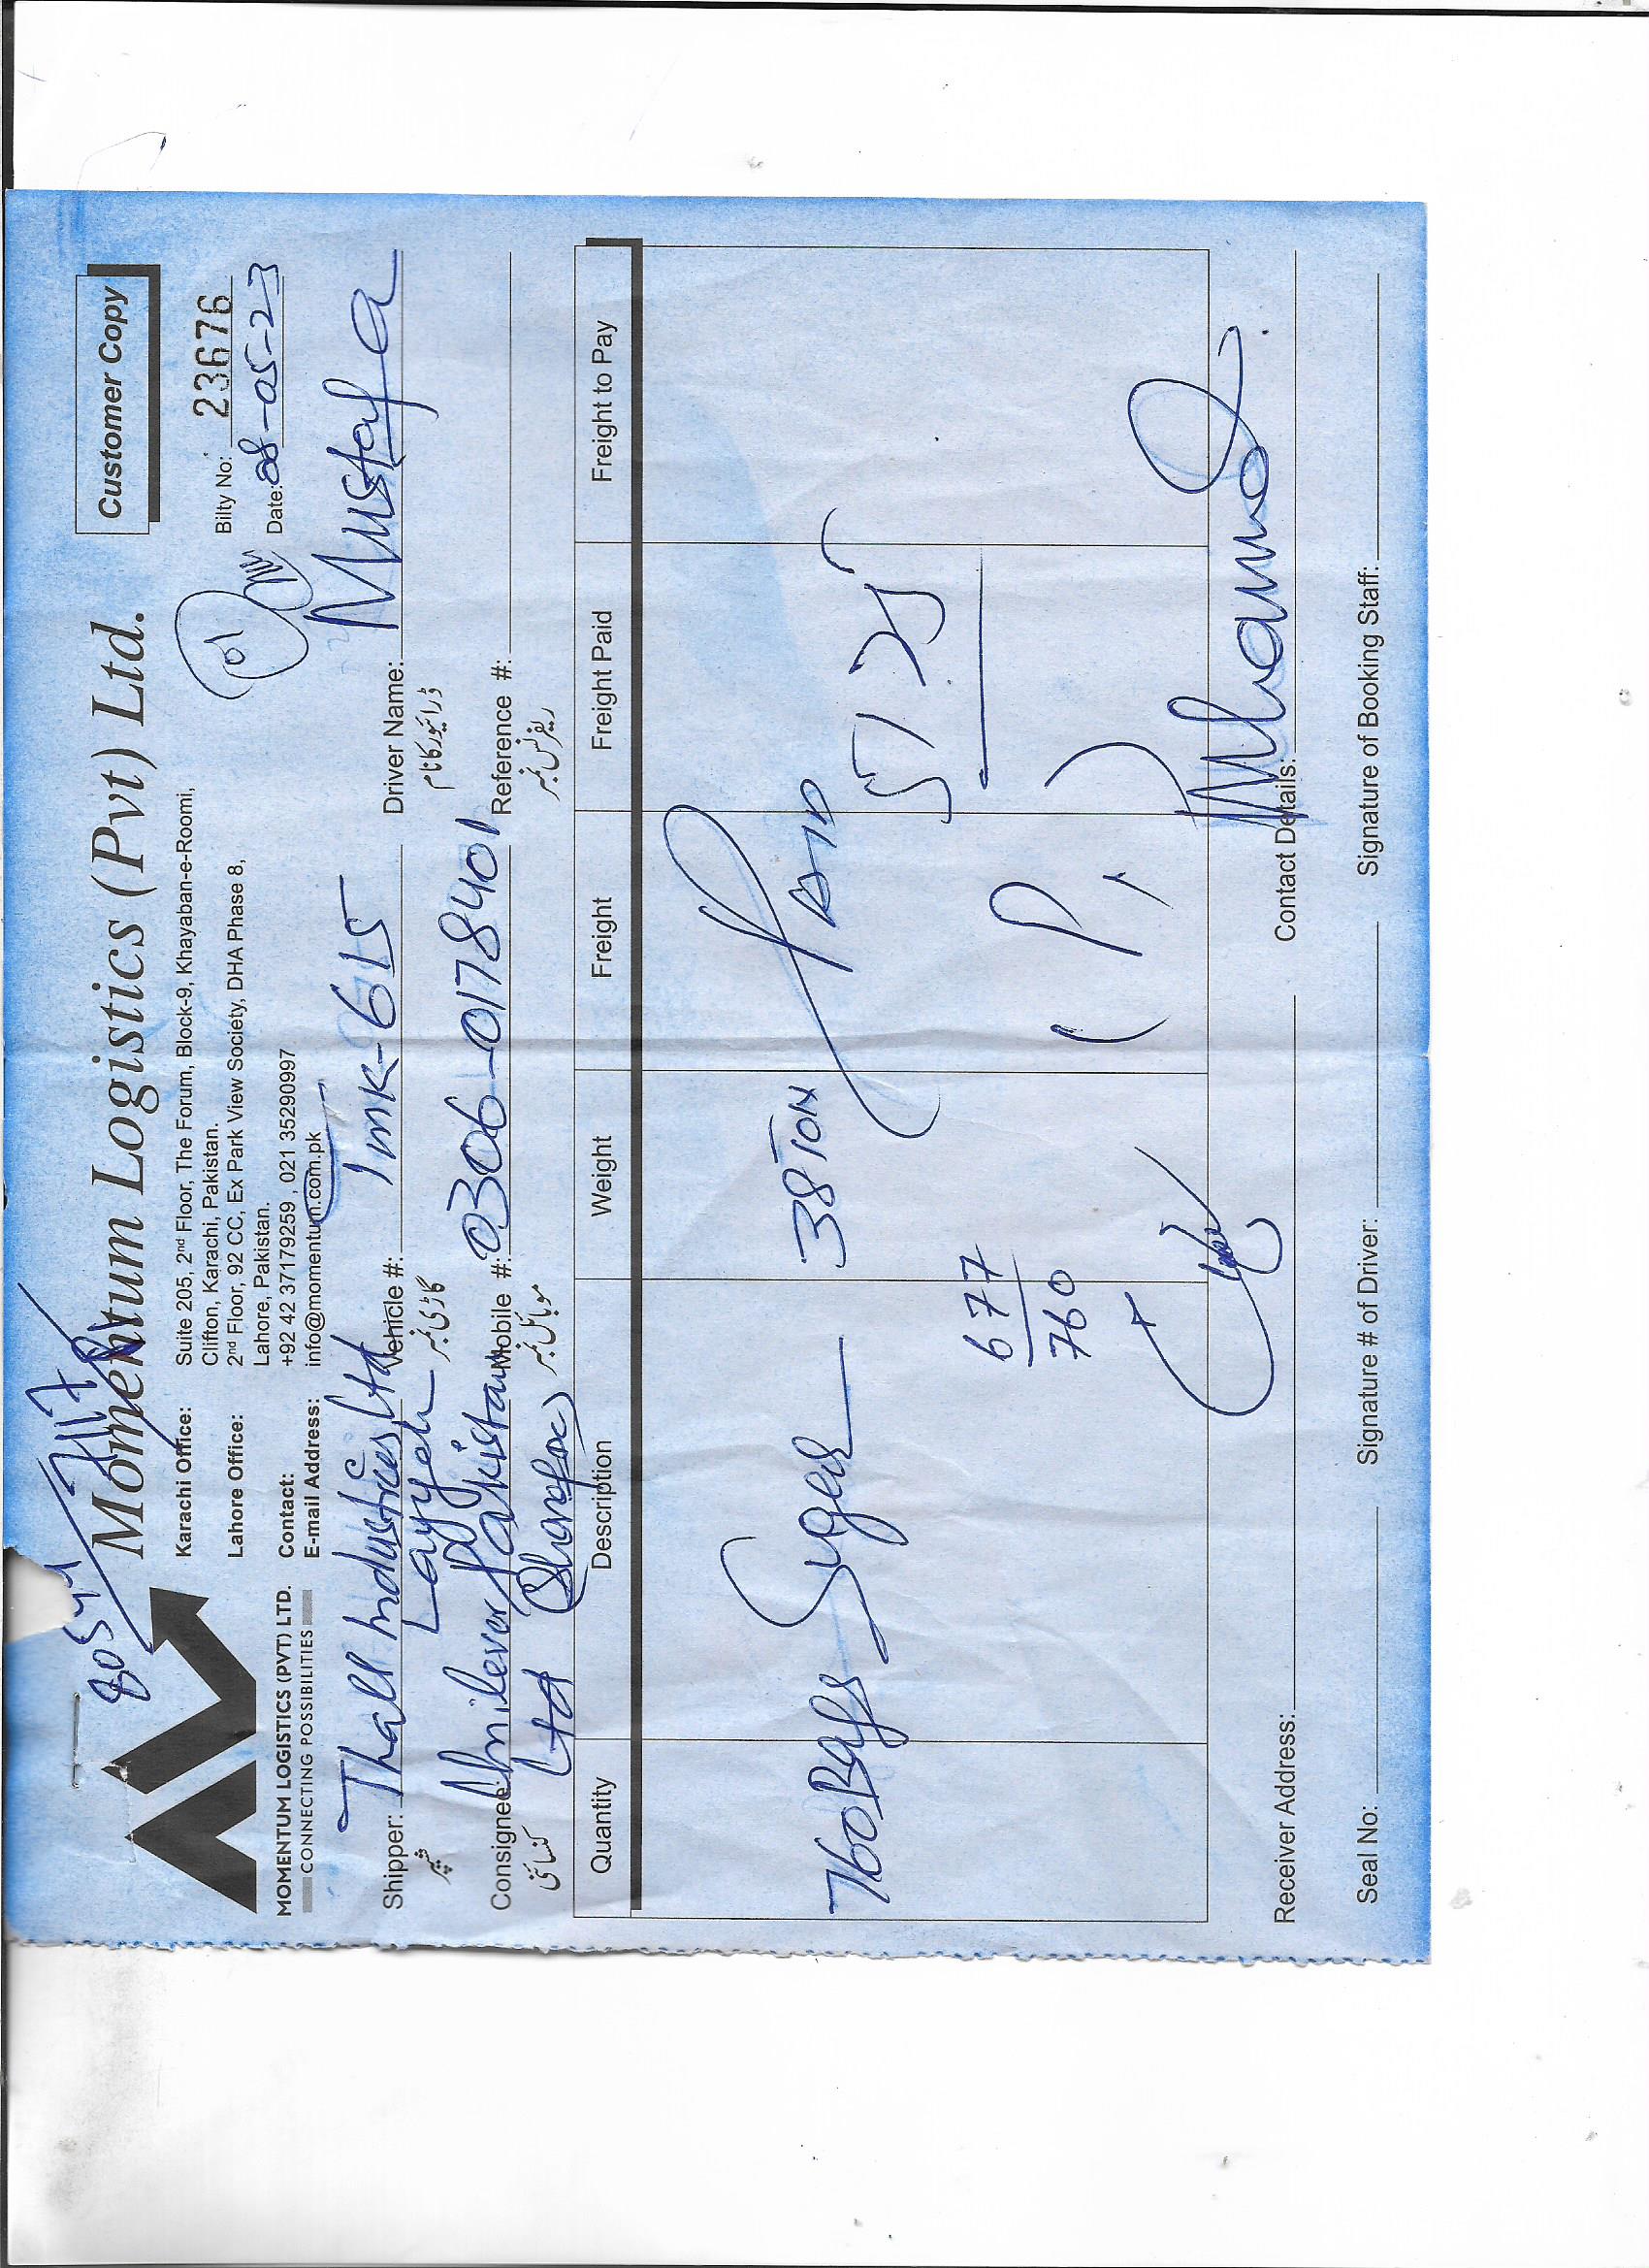 Customer Copy
Momentum Logistics (Pvt) Ltd.
MOMENTUM LOGISTICS (PVT) LTD.
CONNECTING POSSIBILITIES
Karachi Office: Suite 205, 2nd Floor, The Forum, Block-9, Khayaban-e-Roomi,
Clifton, Karachi, Pakistan.
Lahore Office: 2nd Floor, 92 CC, Ex Park View Society, DHA Phase 8,
Lahore, Pakistan.
Contact: +92 42 37179259, 021 35290997
E-mail Address: info@momentum.com.pk
01
Bilty No: 23676
Date: 08-05-23
Shipper: Thall Industries Ltd Vehicle #: TMK-615 Driver Name: Mustafa
شپر Layyah گاڑی نمبر ڈرائیور کا نام
Consignee: Unilever Pakistan Mobile #: 0306-0178401 Reference #:
کنسائنی Ltd موبائل نمبر ریفرنس نمبر
Quantity Description Weight Freight Freight Paid Freight to Pay
760 Bags Suger 38 TON PAID
677
760
Receiver Address: Contact Details:
Seal No: Signature # of Driver: Signature of Booking Staff: